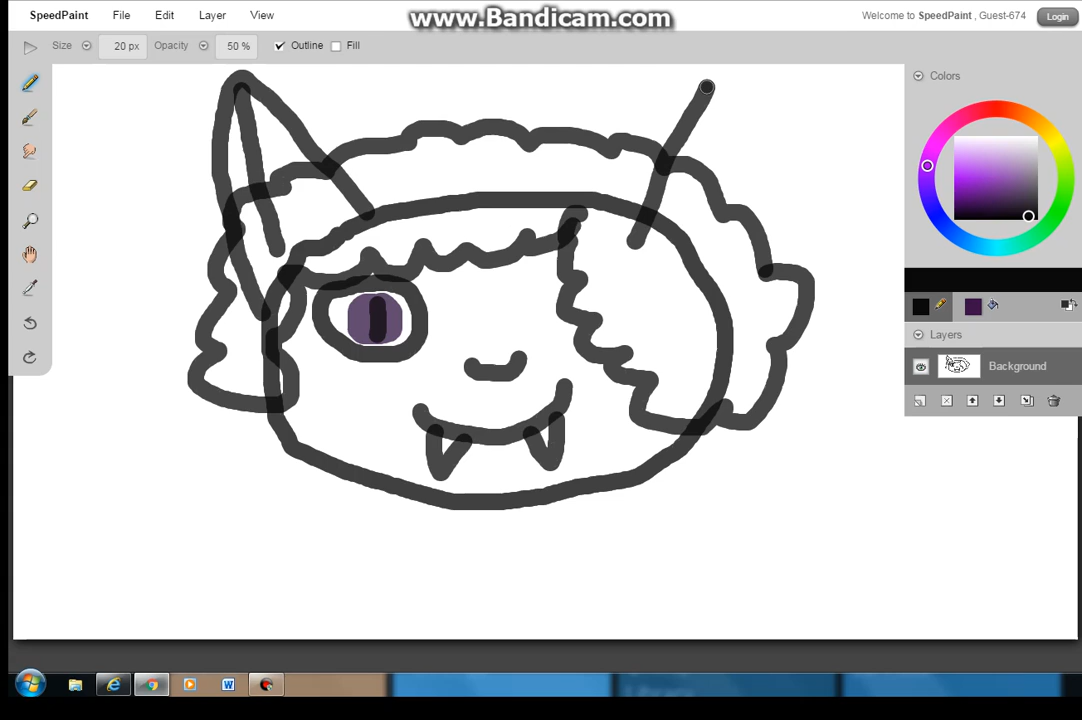 www.Bandicam.com
SpeedPaint File Edit Layer View
Welcome to SpeedPaint , Guest-674 Login
Size 20 px Opacity 50 % Outline Fill
Colors
Layers
Background